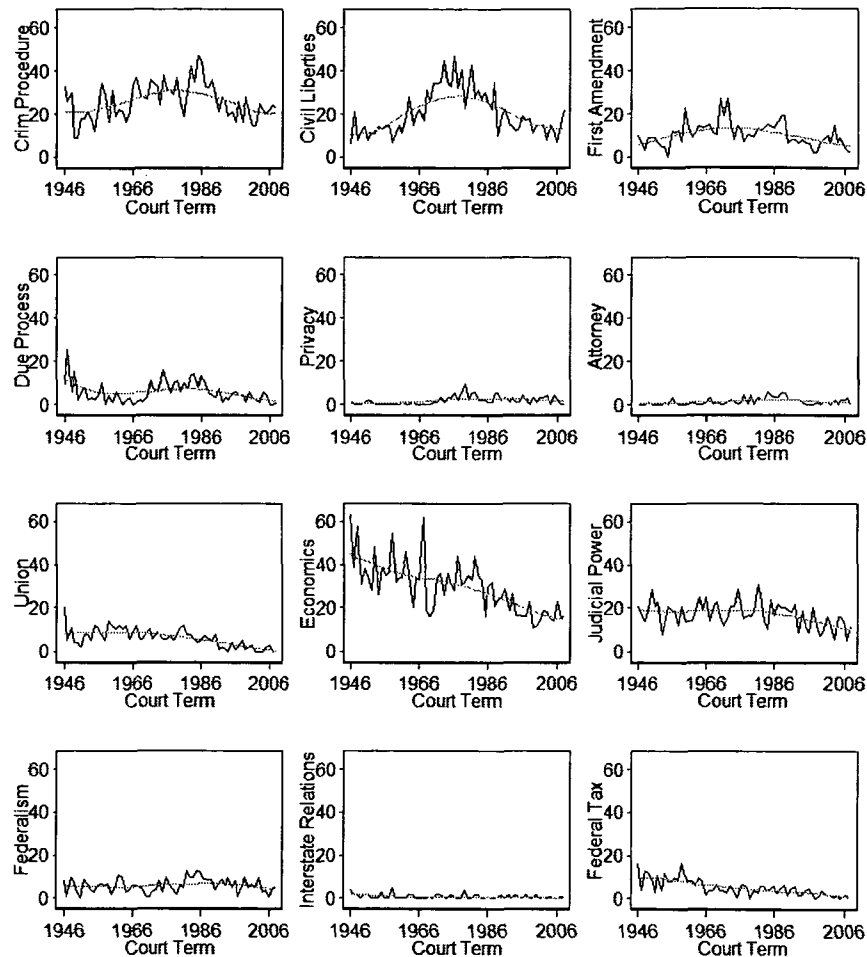 Crim Procedure
60
40
20
0
1946 1966 1986 2006
Court Term
Civil Liberties
60
40
20
0
1946 1966 1986 2006
Court Term
First Amendment
60
40
20
0
1946 1966 1986 2006
Court Term
Due Process
60
40
20
0
1946 1966 1986 2006
Court Term
Privacy
60
40
20
0
1946 1966 1986 2006
Court Term
Attorney
60
40
20
0
1946 1966 1986 2006
Court Term
Union
60
40
20
0
1946 1966 1986 2006
Court Term
Economics
60
40
20
0
1946 1966 1986 2006
Court Term
Judicial Power
60
40
20
0
1946 1966 1986 2006
Court Term
Federalism
60
40
20
0
1946 1966 1986 2006
Court Term
Interstate Relations
60
40
20
0
1946 1966 1986 2006
Court Term
Federal Tax
60
40
20
0
1946 1966 1986 2006
Court Term